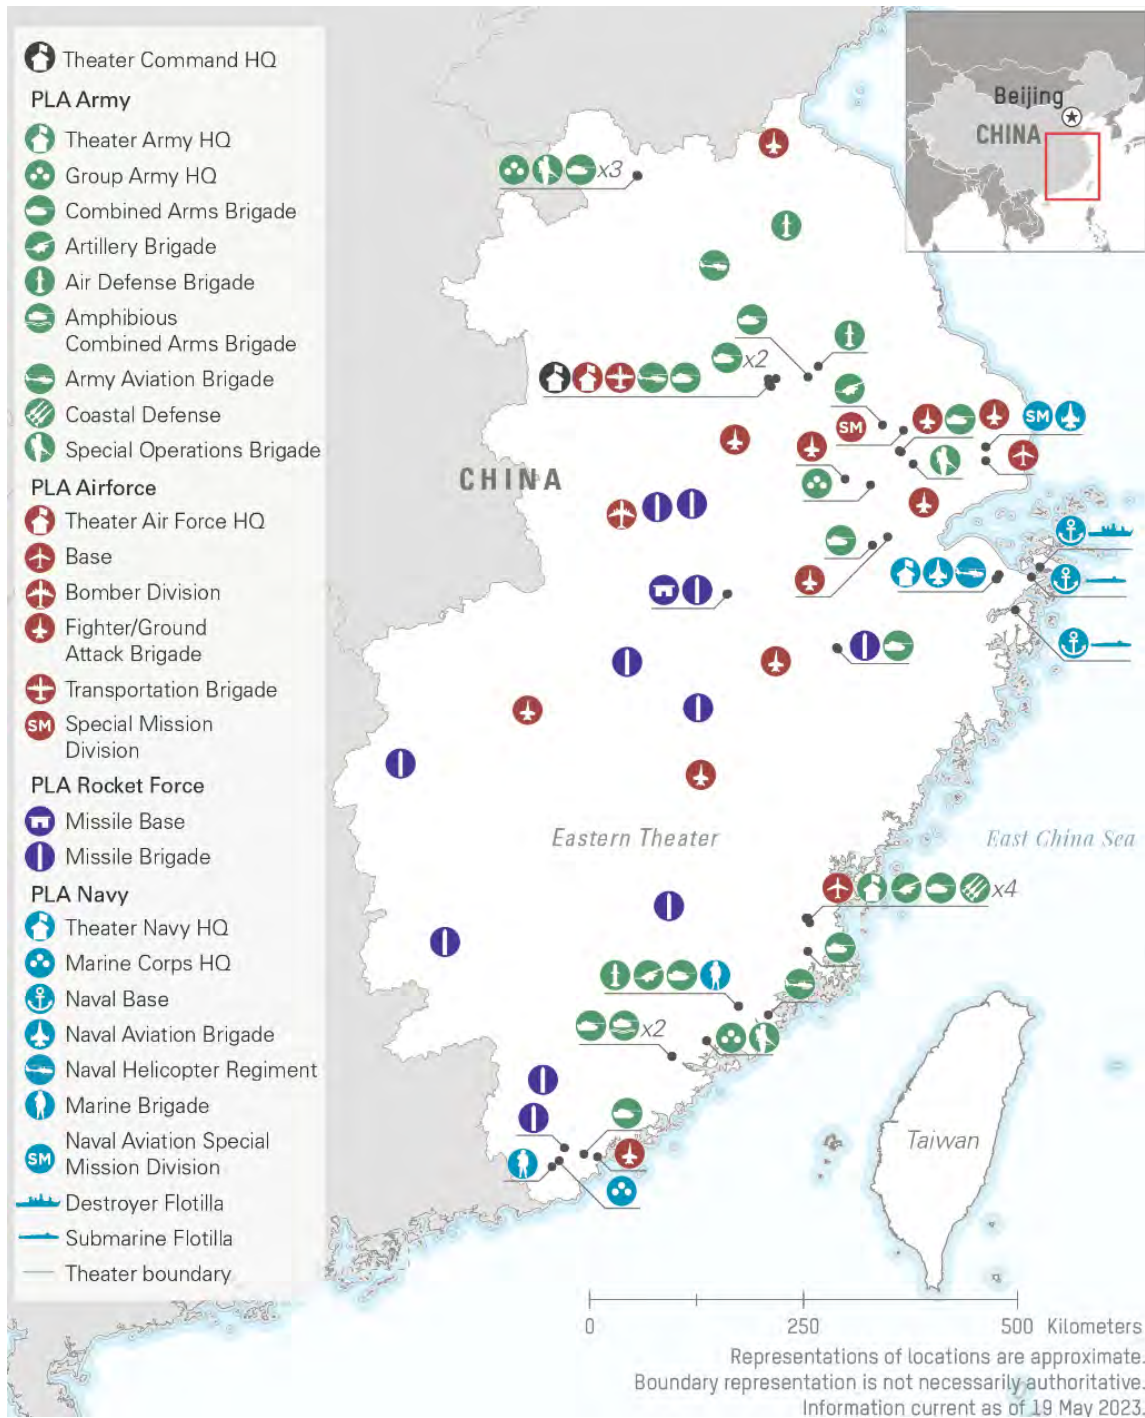 Theater Command HQ
PLA Army
Theater Army HQ
Group Army HQ
Combined Arms Brigade
Artillery Brigade
Air Defense Brigade
Amphibious
Combined Arms Brigade
Army Aviation Brigade
Coastal Defense
Special Operations Brigade
PLA Airforce
Theater Air Force HQ
Base
Bomber Division
Fighter/Ground
Attack Brigade
Transportation Brigade
SM
Special Mission
Division
PLA Rocket Force
Missile Base
Missile Brigade
PLA Navy
Theater Navy HQ
Marine Corps HQ
Naval Base
Naval Aviation Brigade
Naval Helicopter Regiment
Marine Brigade
SM
Naval Aviation Special
Mission Division
Destroyer Flotilla
Submarine Flotilla
Theater boundary
Beijing
CHINA
x3
x2
SM
SM
CHINA
Eastern Theater
East China Sea
x4
x2
Taiwan
0 250 500 Kilometers
Representations of locations are approximate.
Boundary representation is not necessarily authoritative.
Information current as of 19 May 2023.